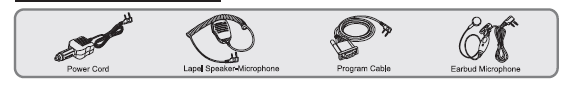 Power Cord
Lapel Speaker-Microphone
Program Cable
Earbud Microphone